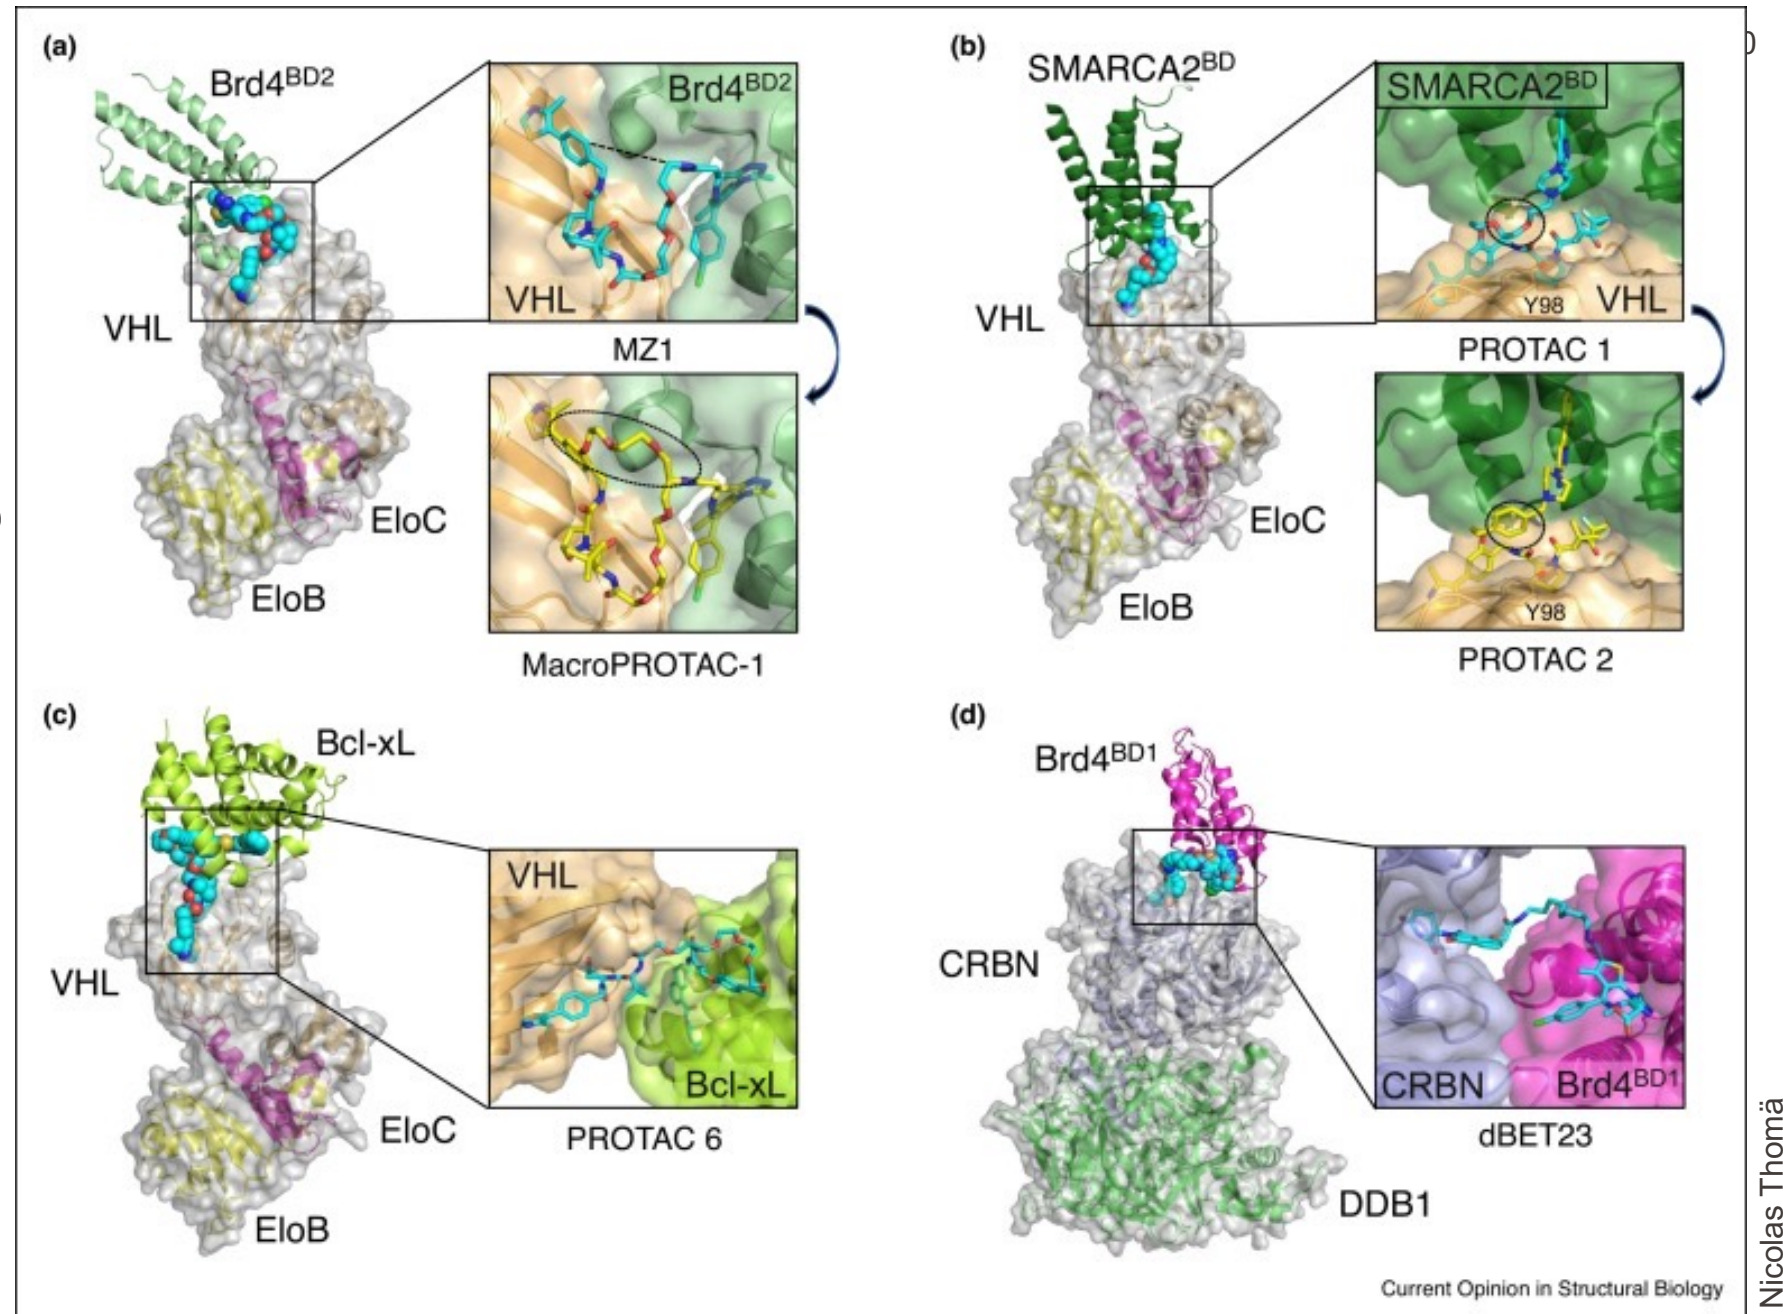 (a)
Brd4BD2
Brd4BD2
VHL
VHL
MZ1
EloC
EloB
MacroPROTAC-1
(b)
SMARCA2BD
SMARCA2BD
VHL
Y98
VHL
PROTAC 1
EloC
EloB
Y98
PROTAC 2
(c)
Bcl-xL
VHL
VHL
Bcl-xL
PROTAC 6
EloC
EloB
(d)
Brd4BD1
CRBN
CRBN
Brd4BD1
dBET23
DDB1
Current Opinion in Structural Biology
Nicolas Thomä